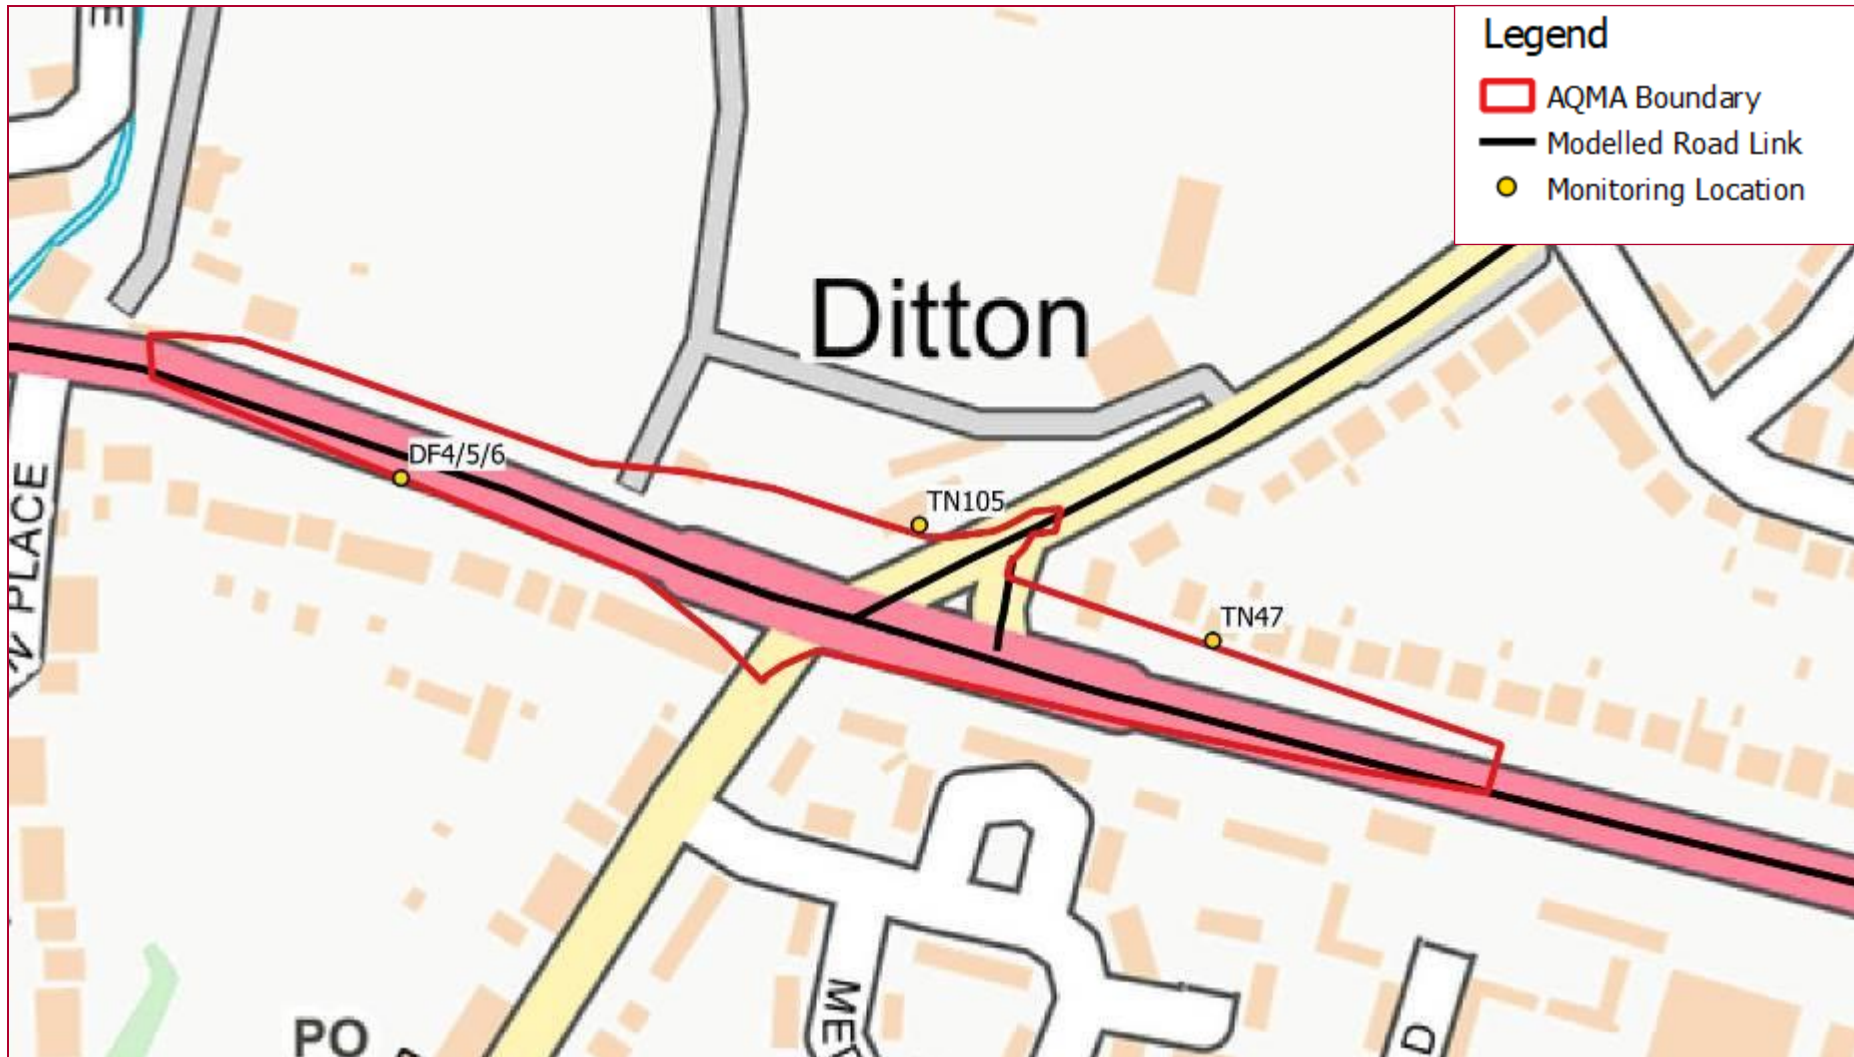 Legend
AQMA Boundary
Modelled Road Link
Monitoring Location
Ditton
DF4/5/6
TN105
TN47
PLACE
PO